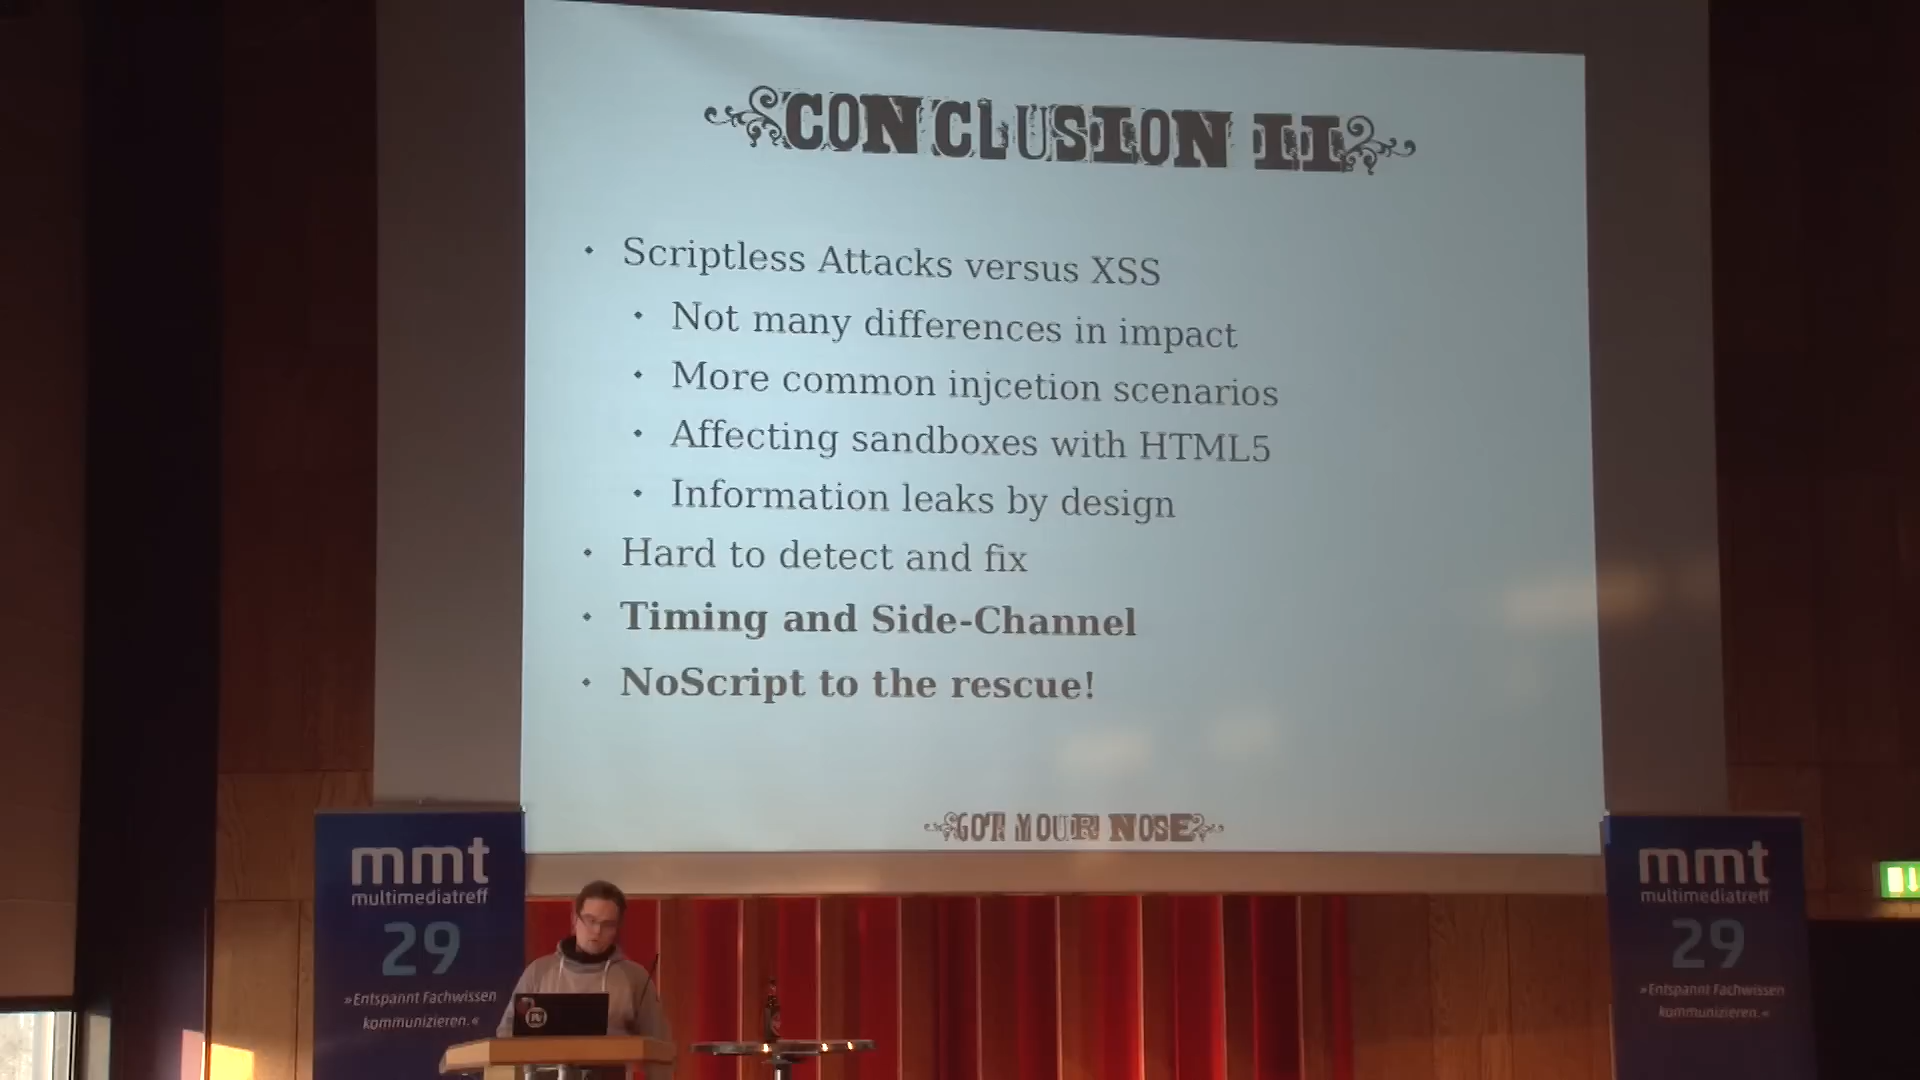 CONCLUSION II
• Scriptless Attacks versus XSS
• Not many differences in impact
• More common injcetion scenarios
• Affecting sandboxes with HTML5
• Information leaks by design
• Hard to detect and fix
• Timing and Side-Channel
• NoScript to the rescue!
GOT YOUR NOSE
mmt
multimediatreff
29
»Entspannt Fachwissen
kommunizieren.«
mmt
multimediatreff
29
»Entspannt Fachwissen
kommunizieren.«